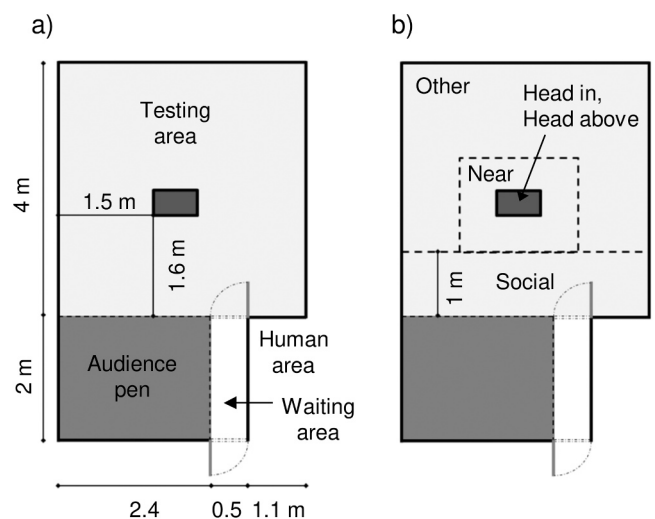 a)
Testing
area
1.5 m
4 m
1.6 m
Audience
pen
Human
area
Waiting
area
2 m
2.4
0.5
1.1 m
b)
Other
Head in,
Head above
Near
Social
1 m